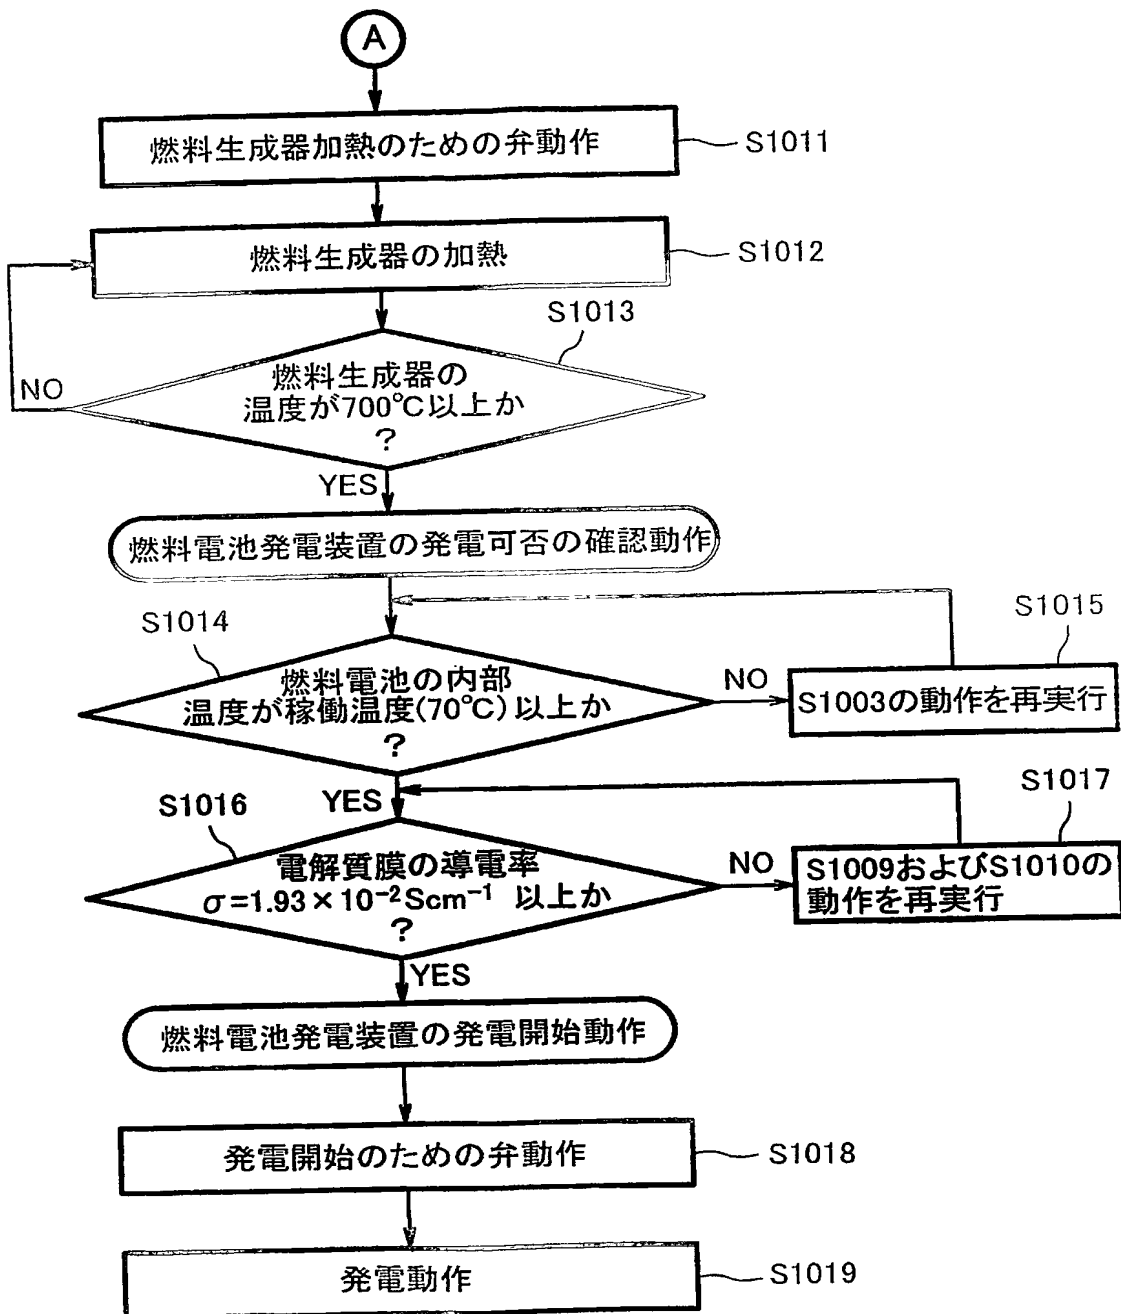 A
燃料生成器加熱のための弁動作
S1011
燃料生成器の加熱
S1012
S1013
燃料生成器の
温度が700℃以上か
?
NO
YES
燃料電池発電装置の発電可否の確認動作
S1014
燃料電池の内部
温度が稼働温度(70℃)以上か
?
NO
S1015
S1003の動作を再実行
YES
S1016
電解質膜の導電率
σ=1.93×10⁻²Scm⁻¹ 以上か
?
NO
S1017
S1009およびS1010の
動作を再実行
YES
燃料電池発電装置の発電開始動作
発電開始のための弁動作
S1018
発電動作
S1019